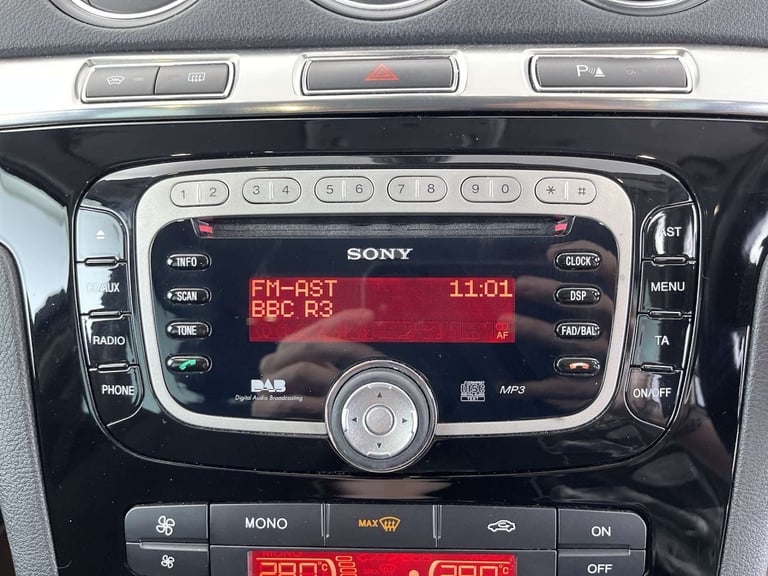 P
1 2 3 4 5 6 7 8 9 0 * #
SONY
INFO
CLOCK
AST
SCAN
FM-AST 11:01
DSP
MENU
BBC R3
TONE
AF
FAD/BAL
RADIO
TA
PHONE
DAB
Digital Audio Broadcasting
MP3
ON/OFF
MONO
MAX
ON
MONO
MAX
OFF